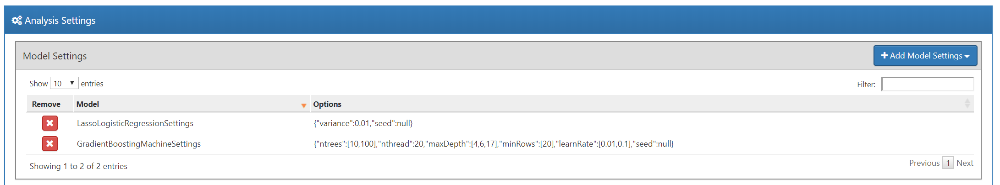 Analysis Settings
Model Settings
Add Model Settings
Show 10 entries
Filter:
Remove Model Options
LassoLogisticRegressionSettings {"variance":0.01,"seed":null}
GradientBoostingMachineSettings {"ntrees":[10,100],"nthread":20,"maxDepth":[4,6,17],"minRows":[20],"learnRate":[0.01,0.1],"seed":null}
Showing 1 to 2 of 2 entries
Previous 1 Next